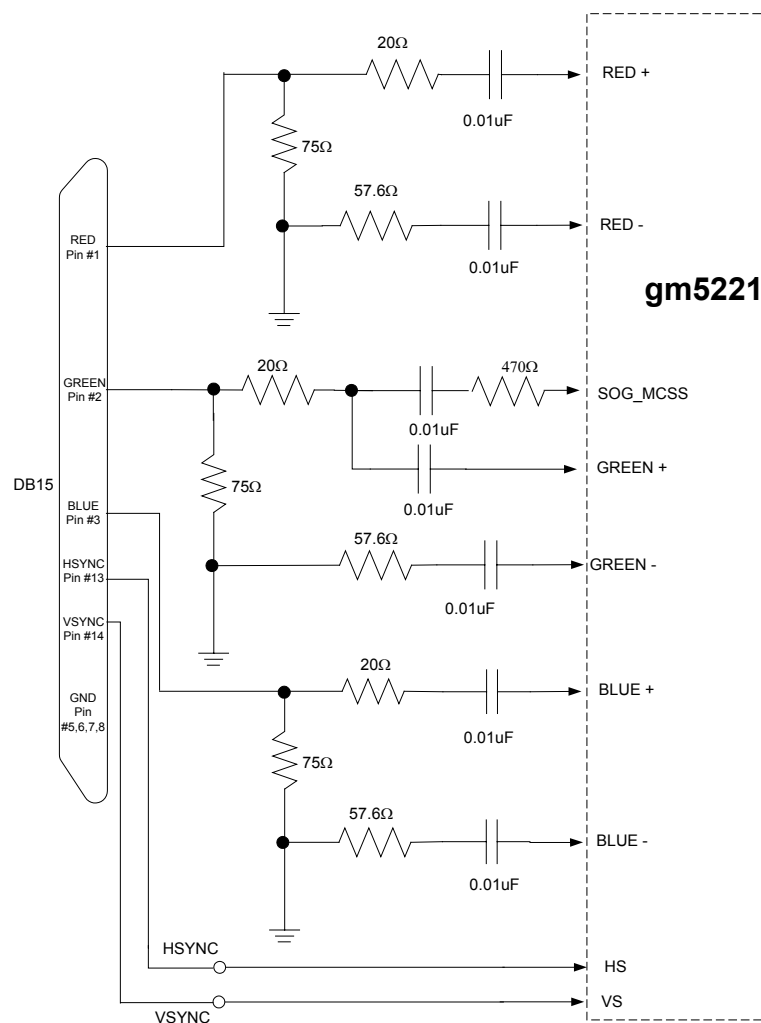 20Ω
RED +
0.01uF
75Ω
57.6Ω
RED -
0.01uF
RED
Pin #1
gm5221
20Ω
470Ω
GREEN
Pin #2
SOG_MCSS
0.01uF
GREEN +
0.01uF
75Ω
DB15
BLUE
Pin #3
57.6Ω
HSYNC
Pin #13
GREEN -
0.01uF
VSYNC
Pin #14
20Ω
BLUE +
GND
Pin
#5,6,7,8
0.01uF
75Ω
57.6Ω
BLUE -
0.01uF
HSYNC
HS
VS
VSYNC